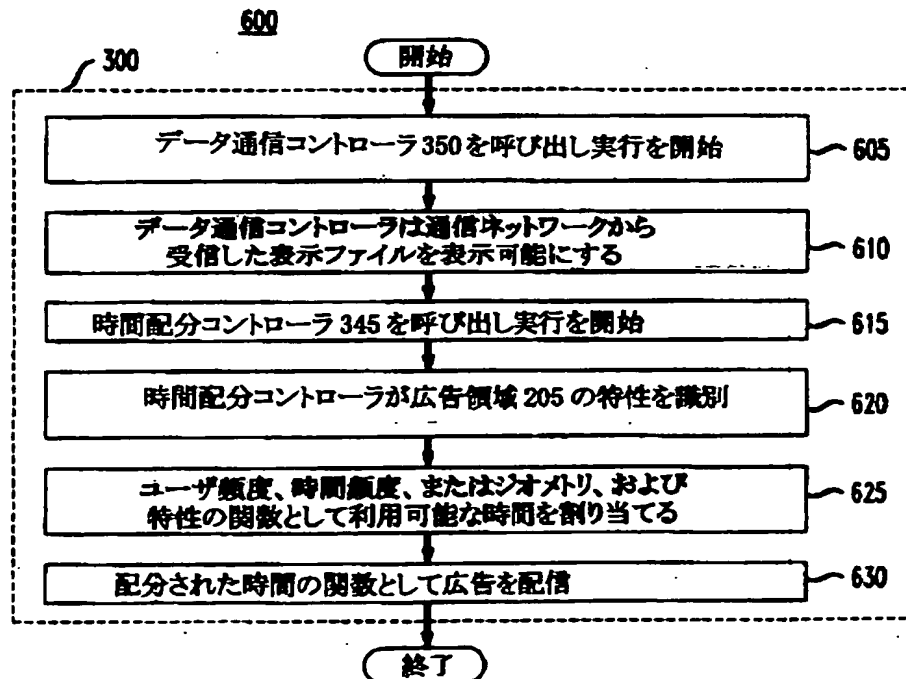 600
300
開始
データ通信コントローラ350を呼び出し実行を開始
605
データ通信コントローラは通信ネットワークから
受信した表示ファイルを表示可能にする
610
時間配分コントローラ345を呼び出し実行を開始
615
時間配分コントローラが広告領域205の特性を識別
620
ユーザ頻度、時間頻度、またはジオメトリ、および
特性の関数として利用可能な時間を割り当てる
625
配分された時間の関数として広告を配信
630
終了